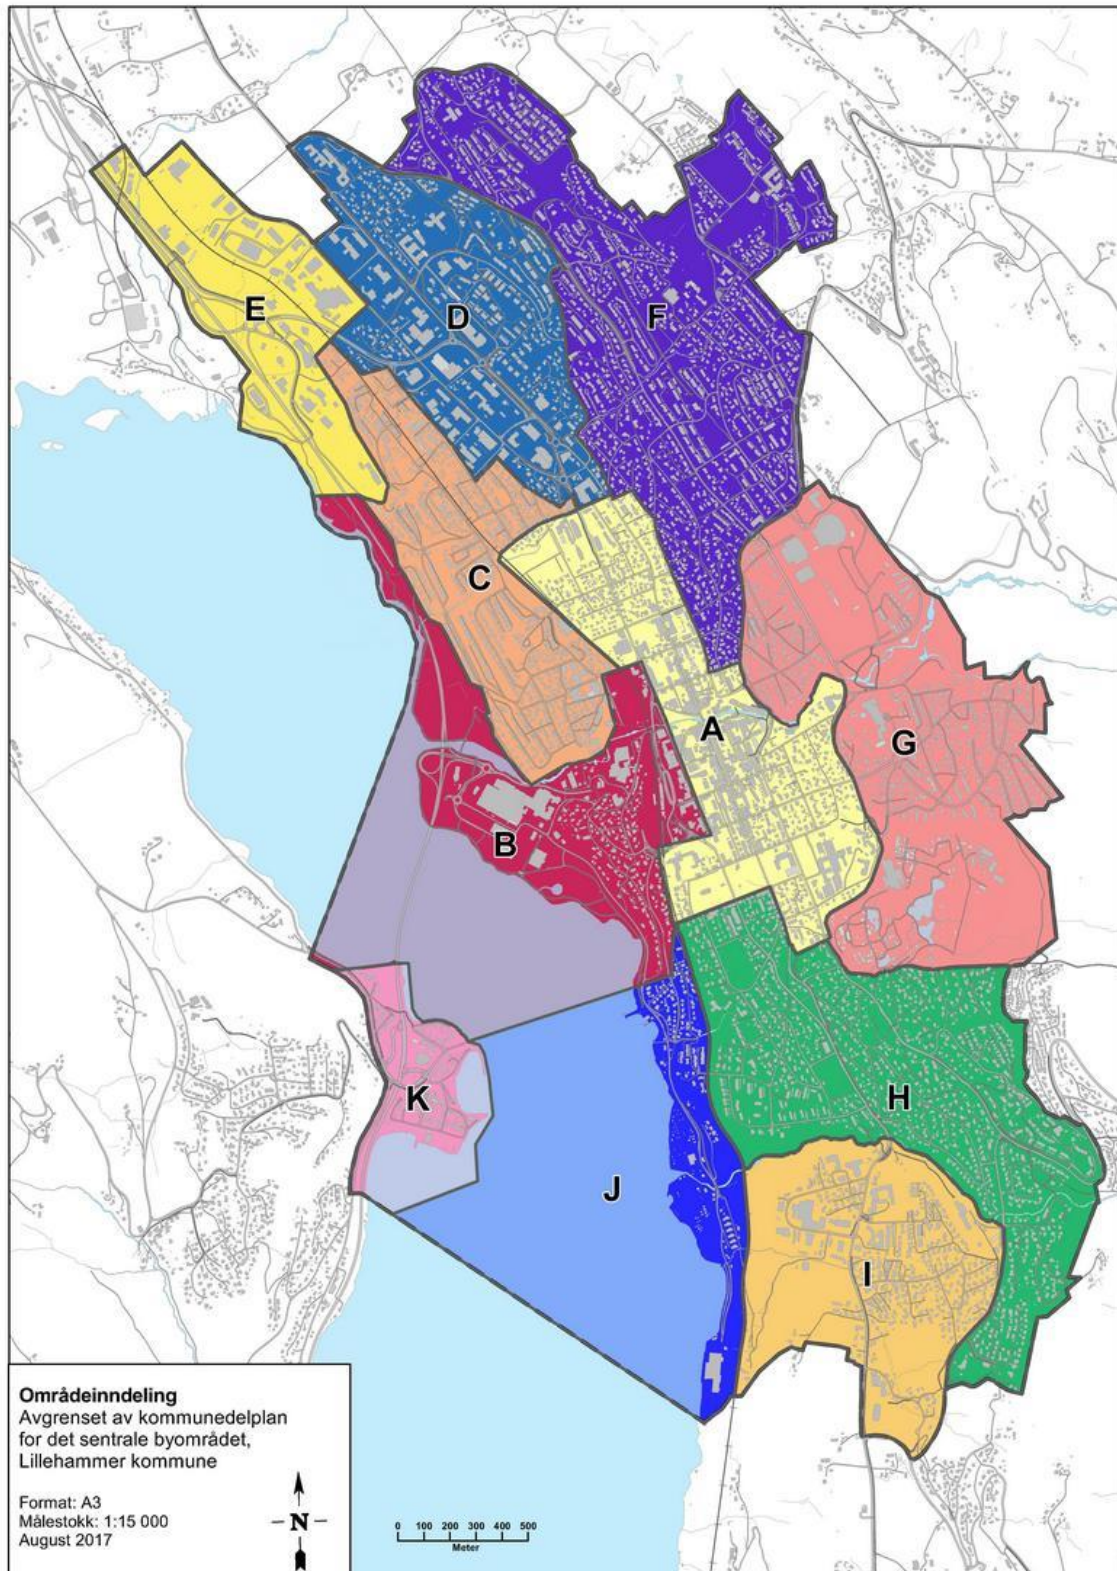 F
E
D
C
A
G
B
K
H
J
I
Områdeinndeling
Avgrenset av kommunedelplan
for det sentrale byområdet,
Lillehammer kommune
Format: A3
Målestokk: 1:15 000
August 2017
N
0 100 200 300 400 500
Meter